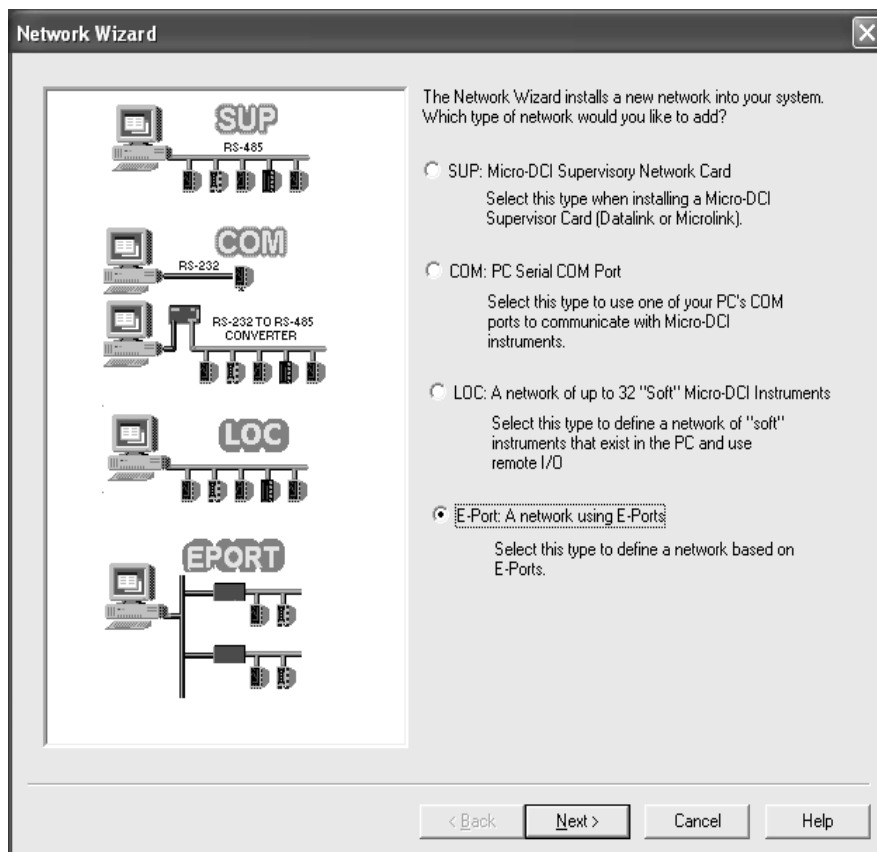 Network Wizard
SUP
RS-485
COM
RS-232
RS-232 TO RS-485
CONVERTER
LOC
EPORT
The Network Wizard installs a new network into your system.
Which type of network would you like to add?
SUP: Micro-DCI Supervisory Network Card
Select this type when installing a Micro-DCI
Supervisor Card (Datalink or Microlink).
COM: PC Serial COM Port
Select this type to use one of your PC's COM
ports to communicate with Micro-DCI
instruments.
LOC: A network of up to 32 "Soft" Micro-DCI Instruments
Select this type to define a network of "soft"
instruments that exist in the PC and use
remote I/O
E-Port: A network using E-Ports
Select this type to define a network based on
E-Ports.
< Back
Next >
Cancel
Help